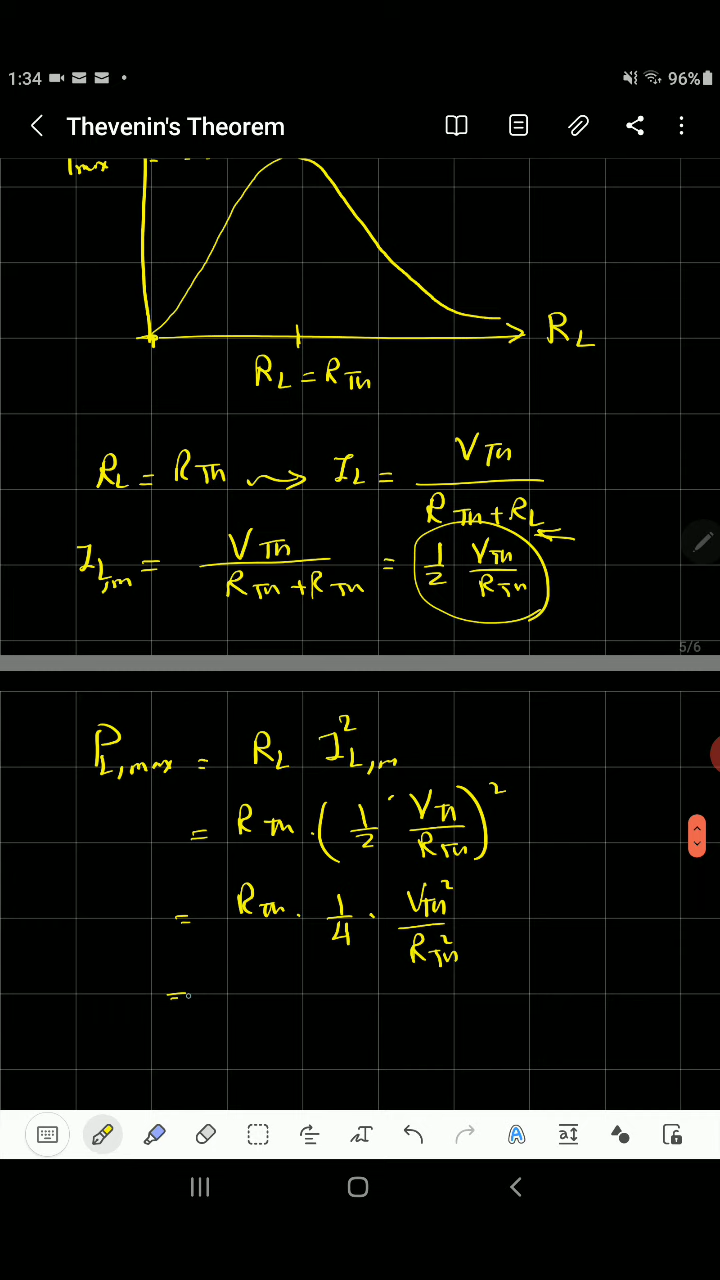 1:34
96%
Thevenin's Theorem
Pmax
RL
RL = RTh
RL = RTh ⇝ IL = VTh / (RTh + RL)
IL,m = VTh / (RTh + RTh) = 1/2 VTh/RTh
5/6
PL,max = RL I²L,m
= RTh · (1/2 · VTh/RTh)²
= RTh · 1/4 · VTh²/RTh²
=